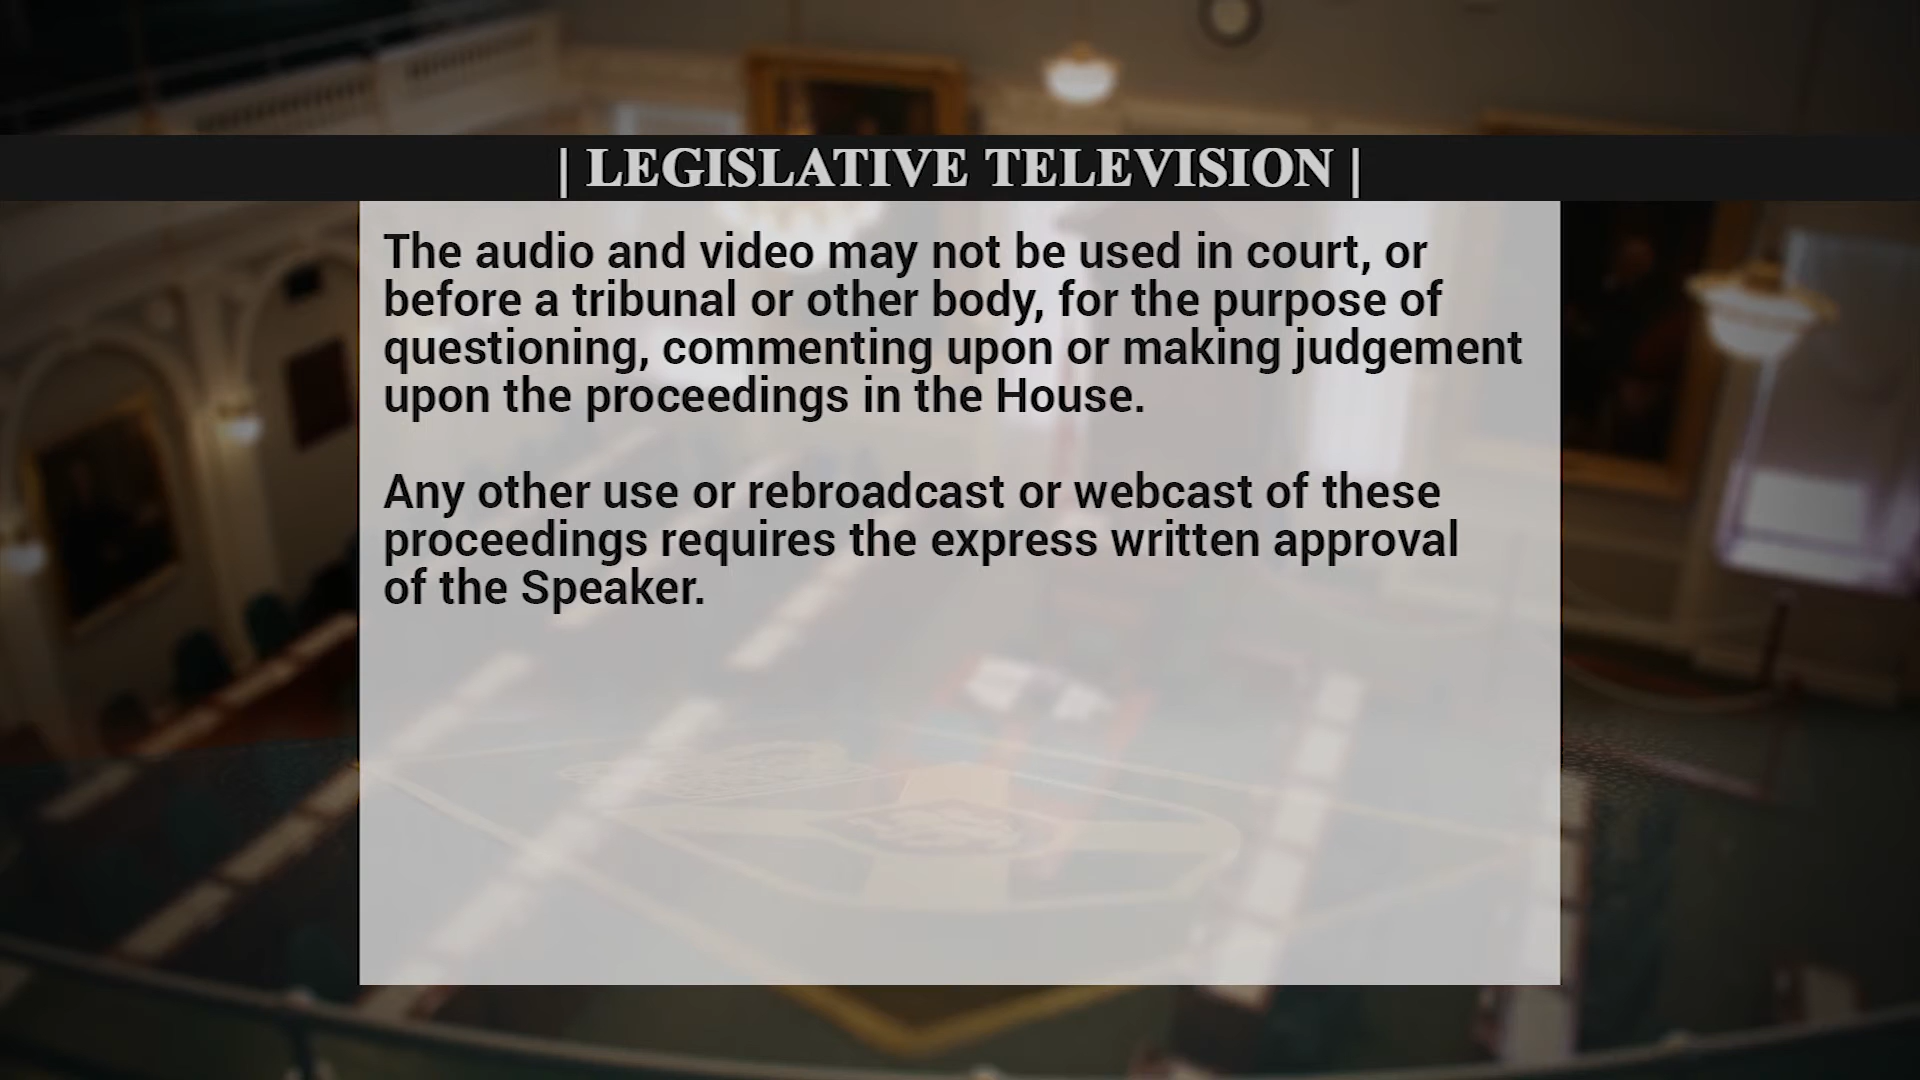 | LEGISLATIVE TELEVISION |
The audio and video may not be used in court, or
before a tribunal or other body, for the purpose of
questioning, commenting upon or making judgement
upon the proceedings in the House.
Any other use or rebroadcast or webcast of these
proceedings requires the express written approval
of the Speaker.